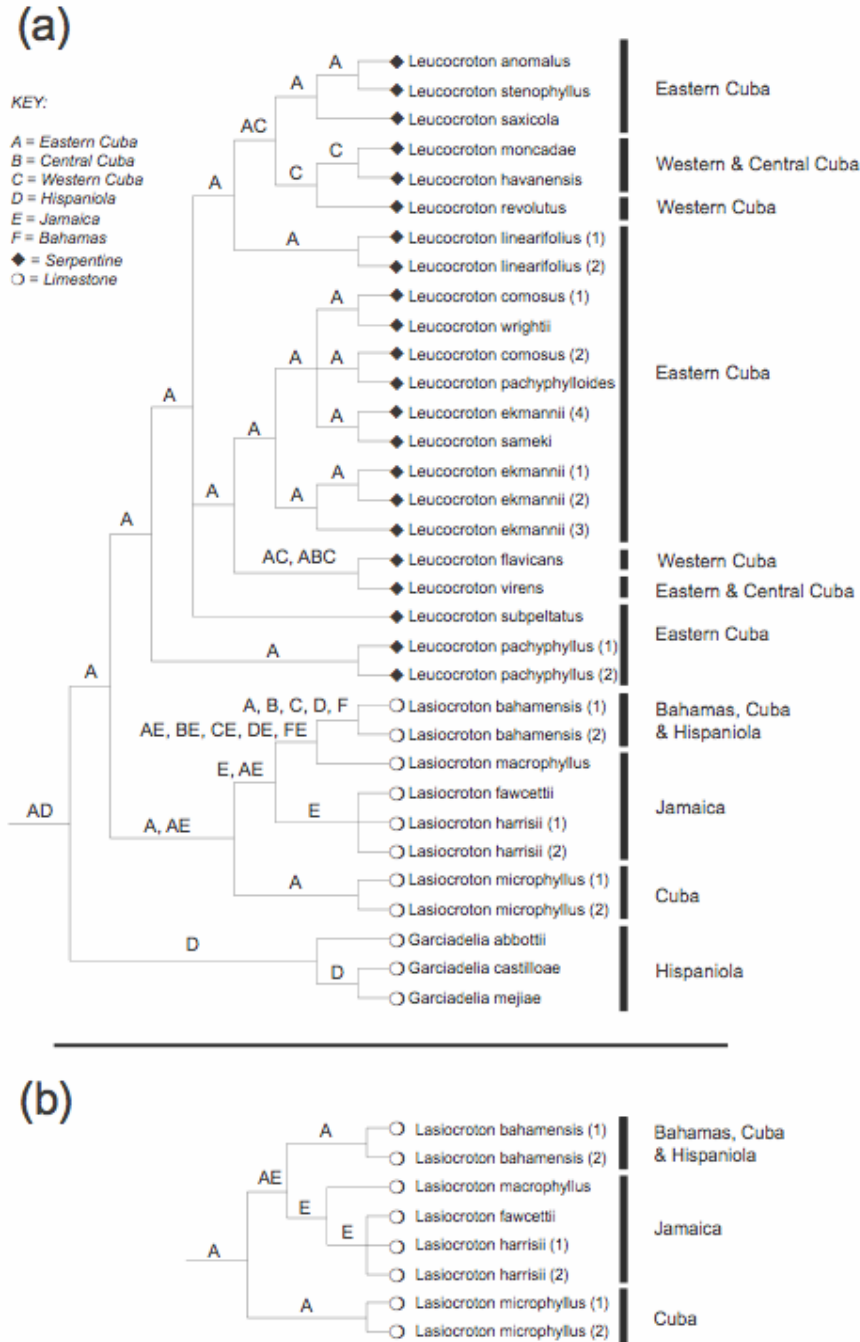 (a)
KEY:
A = Eastern Cuba
B = Central Cuba
C = Western Cuba
D = Hispaniola
E = Jamaica
F = Bahamas
◆ = Serpentine
❍ = Limestone
A
Leucocroton anomalus
A
Leucocroton stenophyllus
Leucocroton saxicola
Eastern Cuba
AC
C
Leucocroton moncadae
C
Leucocroton havanensis
Western & Central Cuba
A
Leucocroton revolutus
Western Cuba
A
Leucocroton linearifolius (1)
Leucocroton linearifolius (2)
A
Leucocroton comosus (1)
Leucocroton wrightii
A
A
Leucocroton comosus (2)
Leucocroton pachyphylloides
Eastern Cuba
A
A
Leucocroton ekmannii (4)
Leucocroton sameki
A
A
Leucocroton ekmannii (1)
A
A
Leucocroton ekmannii (2)
A
Leucocroton ekmannii (3)
AC, ABC
Leucocroton flavicans
Western Cuba
Leucocroton virens
Eastern & Central Cuba
Leucocroton subpeltatus
Eastern Cuba
A
A
Leucocroton pachyphyllus (1)
Leucocroton pachyphyllus (2)
A, B, C, D, F
Lasiocroton bahamensis (1)
AE, BE, CE, DE, FE
Lasiocroton bahamensis (2)
Bahamas, Cuba
& Hispaniola
E, AE
Lasiocroton macrophyllus
Lasiocroton fawcettii
AD
A, AE
E
Lasiocroton harrisii (1)
Lasiocroton harrisii (2)
Jamaica
A
Lasiocroton microphyllus (1)
Lasiocroton microphyllus (2)
Cuba
D
Garciadelia abbottii
D
Garciadelia castilloae
Garciadelia mejiae
Hispaniola
(b)
A
Lasiocroton bahamensis (1)
Lasiocroton bahamensis (2)
Bahamas, Cuba
& Hispaniola
AE
Lasiocroton macrophyllus
E
Lasiocroton fawcettii
E
Lasiocroton harrisii (1)
Lasiocroton harrisii (2)
Jamaica
A
A
Lasiocroton microphyllus (1)
Lasiocroton microphyllus (2)
Cuba